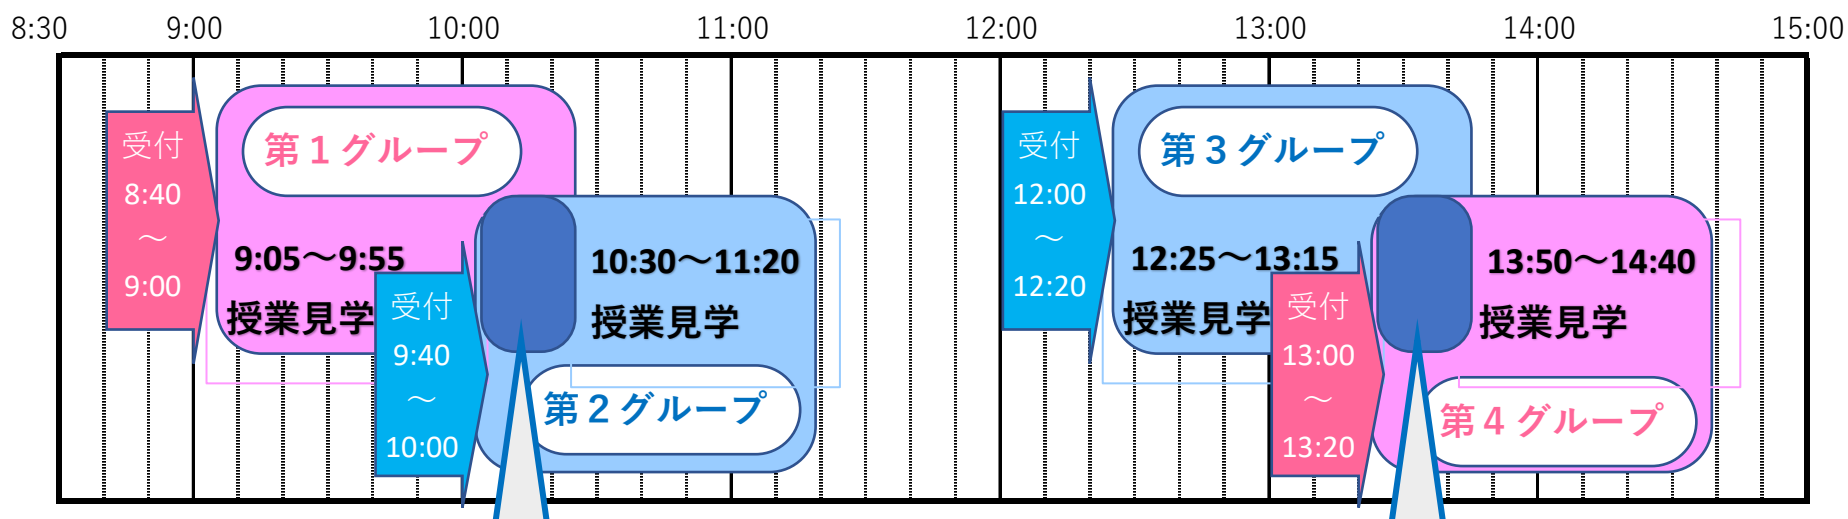 8:30 9:00 10:00 11:00 12:00 13:00 14:00 15:00
受付
8:40
～
9:00
第１グループ
9:05～9:55
授業見学
受付
9:40
～
10:00
10:30～11:20
授業見学
第２グループ
受付
12:00
～
12:20
第３グループ
12:25～13:15
授業見学
受付
13:00
～
13:20
13:50～14:40
授業見学
第４グループ